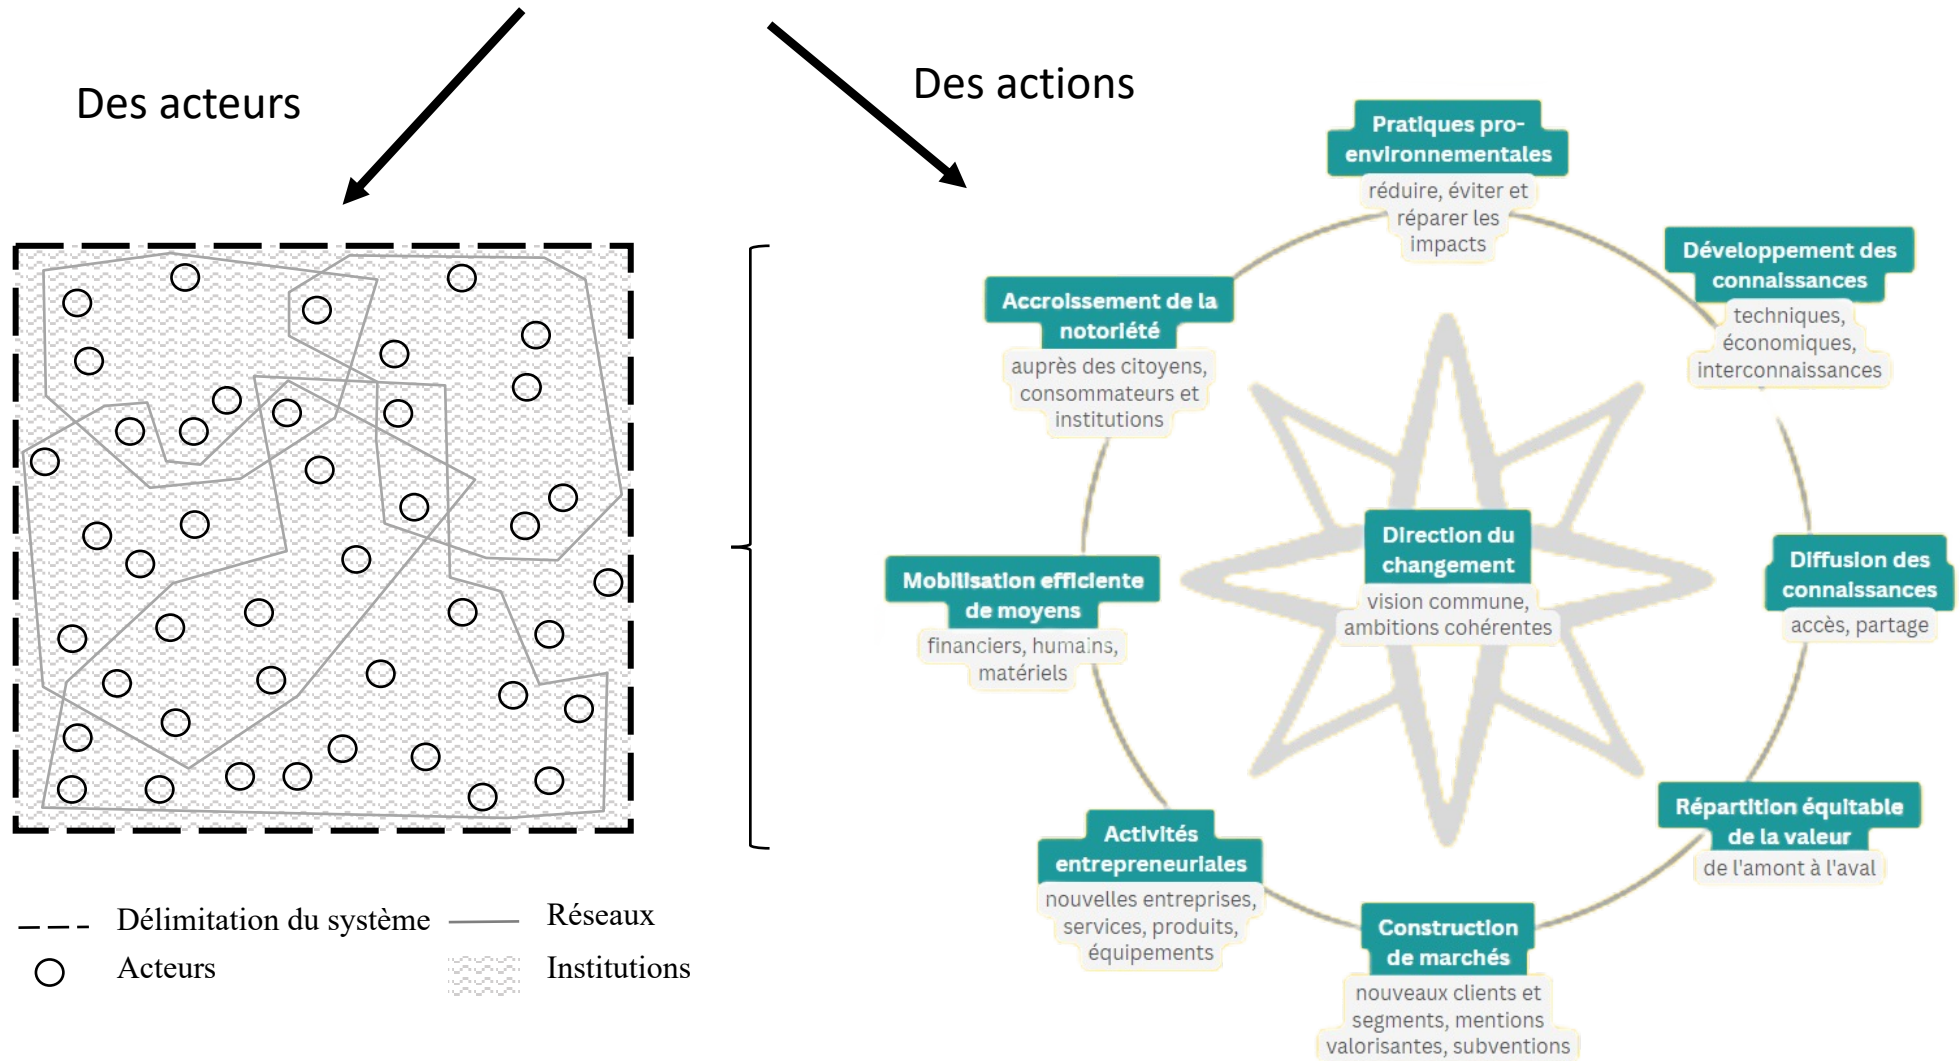 Des acteurs
Des actions
Pratiques pro-
environnementales
réduire, éviter et
réparer les
impacts
Développement des
connaissances
techniques,
économiques,
interconnaissances
Accroissement de la
notoriété
auprès des citoyens,
consommateurs et
institutions
Direction du
changement
vision commune,
ambitions cohérentes
Diffusion des
connaissances
accès, partage
Mobilisation efficiente
de moyens
financiers, humains,
matériels
Répartition équitable
de la valeur
de l'amont à l'aval
Activités
entrepreneuriales
nouvelles entreprises,
services, produits,
équipements
Construction
de marchés
nouveaux clients et
segments, mentions
valorisantes, subventions
Délimitation du système
Réseaux
Acteurs
Institutions